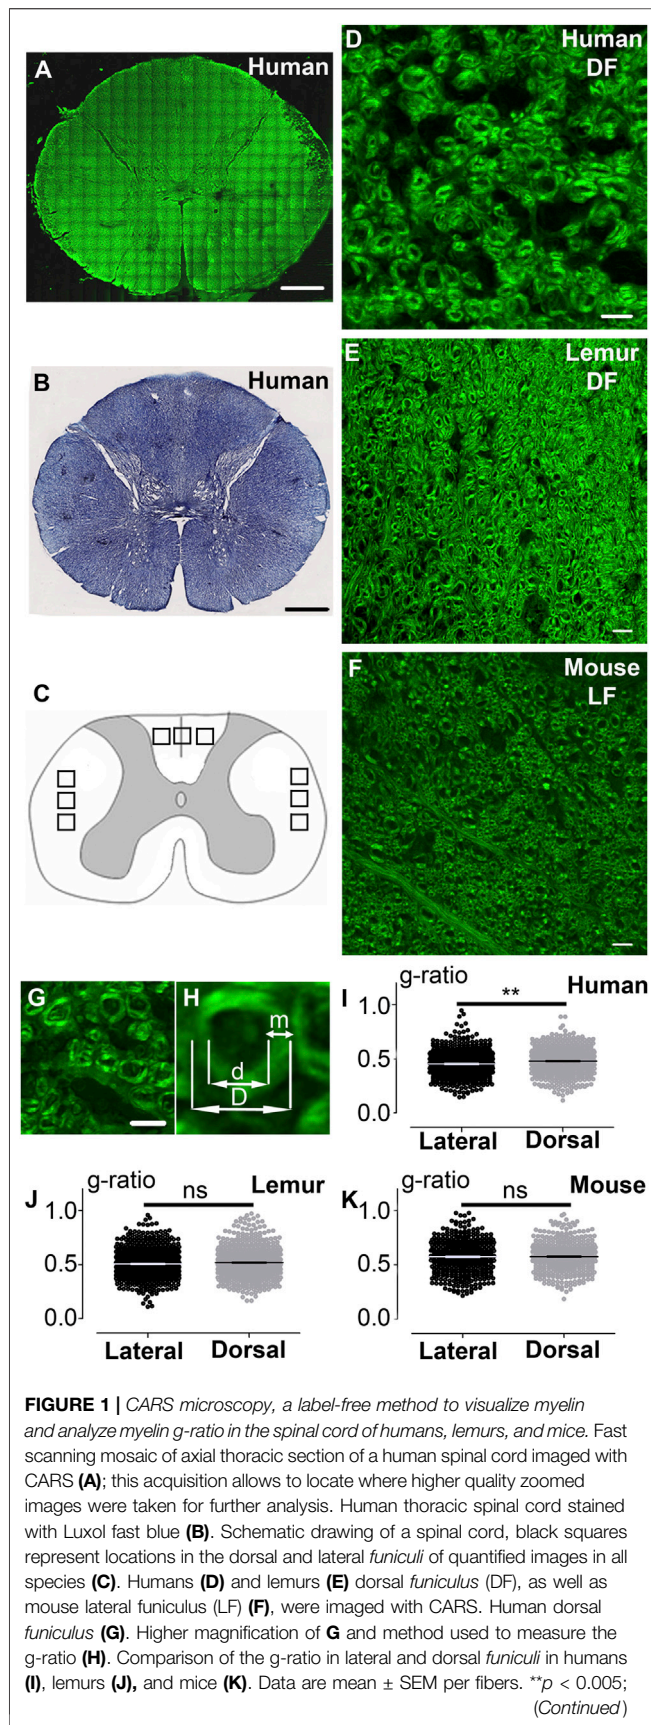 A Human
D Human
DF
B Human
E Lemur
DF
C
F Mouse
LF
G
H
m
d
D
I g-ratio Human
**
1.0
0.5
0.0
Lateral Dorsal
J g-ratio ns Lemur
1.0
0.5
0.0
Lateral Dorsal
K g-ratio ns Mouse
1.0
0.5
0.0
Lateral Dorsal
FIGURE 1 | CARS microscopy, a label-free method to visualize myelin
and analyze myelin g-ratio in the spinal cord of humans, lemurs, and mice. Fast
scanning mosaic of axial thoracic section of a human spinal cord imaged with
CARS (A); this acquisition allows to locate where higher quality zoomed
images were taken for further analysis. Human thoracic spinal cord stained
with Luxol fast blue (B). Schematic drawing of a spinal cord, black squares
represent locations in the dorsal and lateral funiculi of quantified images in all
species (C). Humans (D) and lemurs (E) dorsal funiculus (DF), as well as
mouse lateral funiculus (LF) (F), were imaged with CARS. Human dorsal
funiculus (G). Higher magnification of G and method used to measure the
g-ratio (H). Comparison of the g-ratio in lateral and dorsal funiculi in humans
(I), lemurs (J), and mice (K). Data are mean ± SEM per fibers. **p < 0.005;
(Continued)